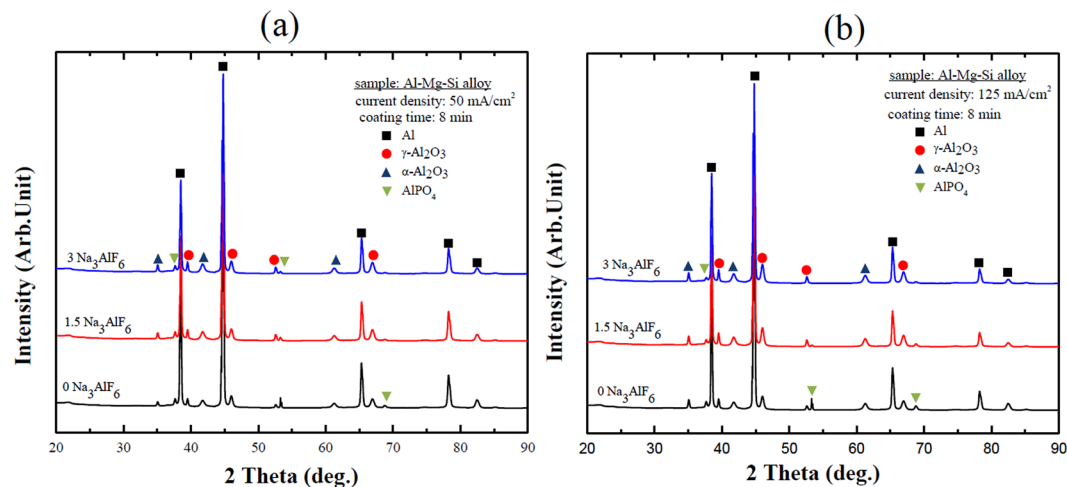 (a)
sample: Al-Mg-Si alloy
current density: 50 mA/cm²
coating time: 8 min
Al
γ-Al₂O₃
α-Al₂O₃
AlPO₄
3 Na₃AlF₆
1.5 Na₃AlF₆
0 Na₃AlF₆
Intensity (Arb.Unit)
20 30 40 50 60 70 80 90
2 Theta (deg.)
(b)
sample: Al-Mg-Si alloy
current density: 125 mA/cm²
coating time: 8 min
Al
γ-Al₂O₃
α-Al₂O₃
AlPO₄
3 Na₃AlF₆
1.5 Na₃AlF₆
0 Na₃AlF₆
Intensity (Arb.Unit)
20 30 40 50 60 70 80 90
2 Theta (deg.)